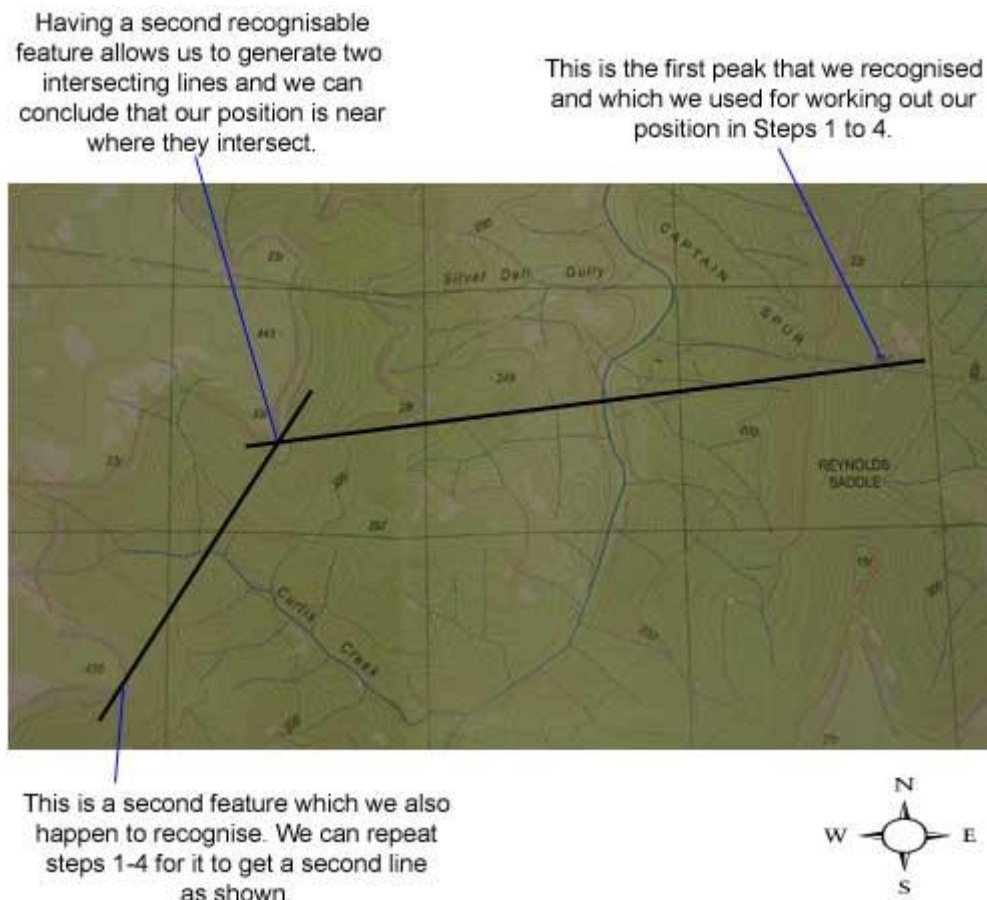 Having a second recognisable
feature allows us to generate two
intersecting lines and we can
conclude that our position is near
where they intersect.
This is the first peak that we recognised
and which we used for working out our
position in Steps 1 to 4.
CAPTAIN
SPUR
Gully
443
249
REYNOLDS
SADDLE
Curtis
Creek
This is a second feature which we also
happen to recognise. We can repeat
steps 1-4 for it to get a second line
as shown.
N
W
E
S